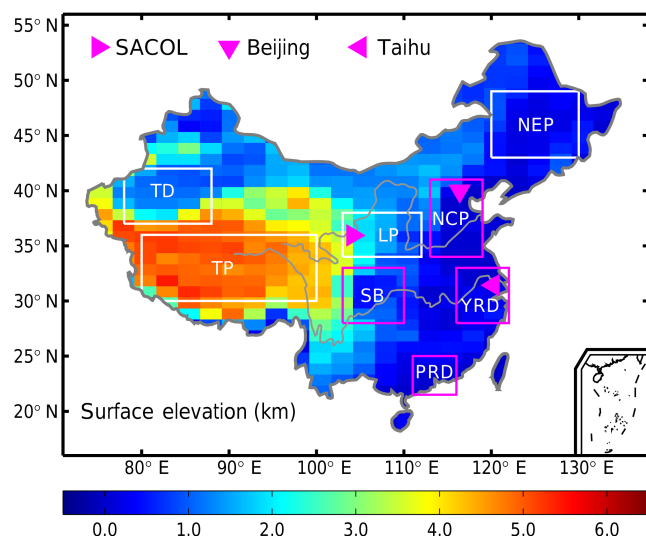 55° N
SACOL Beijing Taihu
50° N
NEP
45° N
TD
40° N
NCP
LP
35° N
TP
SB
YRD
30° N
25° N
PRD
20° N
Surface elevation (km)
80° E 90° E 100° E 110° E 120° E 130° E
0.0 1.0 2.0 3.0 4.0 5.0 6.0